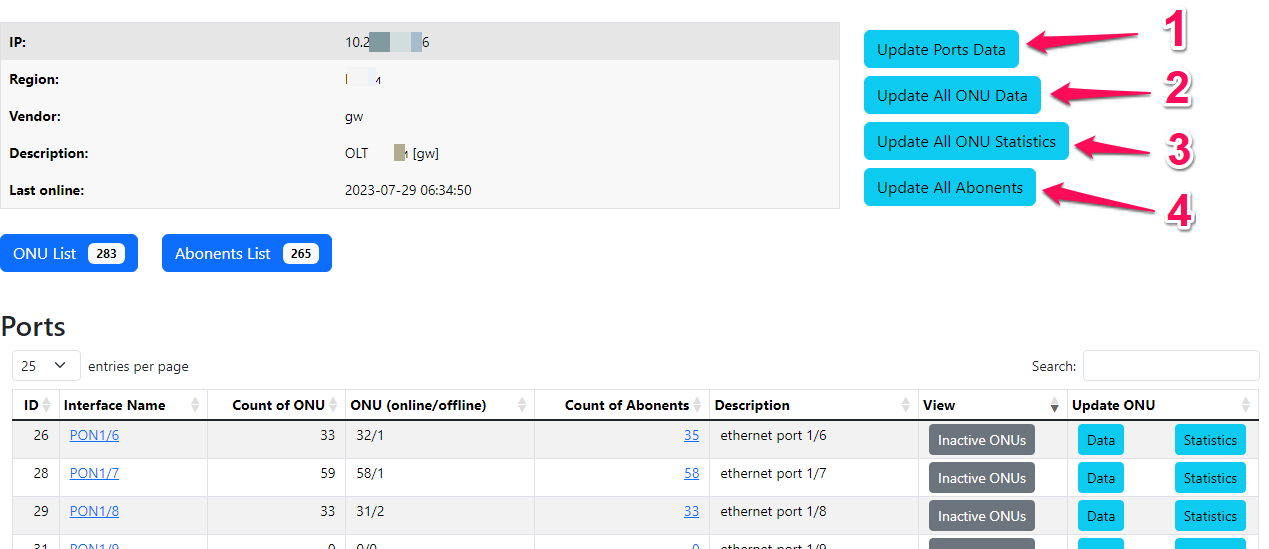 IP: 10.2 6
Region:
Vendor: gw
Description: OLT [gw]
Last online: 2023-07-29 06:34:50
Update Ports Data 1
Update All ONU Data 2
Update All ONU Statistics 3
Update All Abonents 4
ONU List 283 Abonents List 265
Ports
25 entries per page Search:
ID Interface Name Count of ONU ONU (online/offline) Count of Abonents Description View Update ONU
26 PON1/6 33 32/1 35 ethernet port 1/6 Inactive ONUs Data Statistics
28 PON1/7 59 58/1 58 ethernet port 1/7 Inactive ONUs Data Statistics
29 PON1/8 33 31/2 33 ethernet port 1/8 Inactive ONUs Data Statistics
31 PON1/9 0 0/0 0 ethernet port 1/9